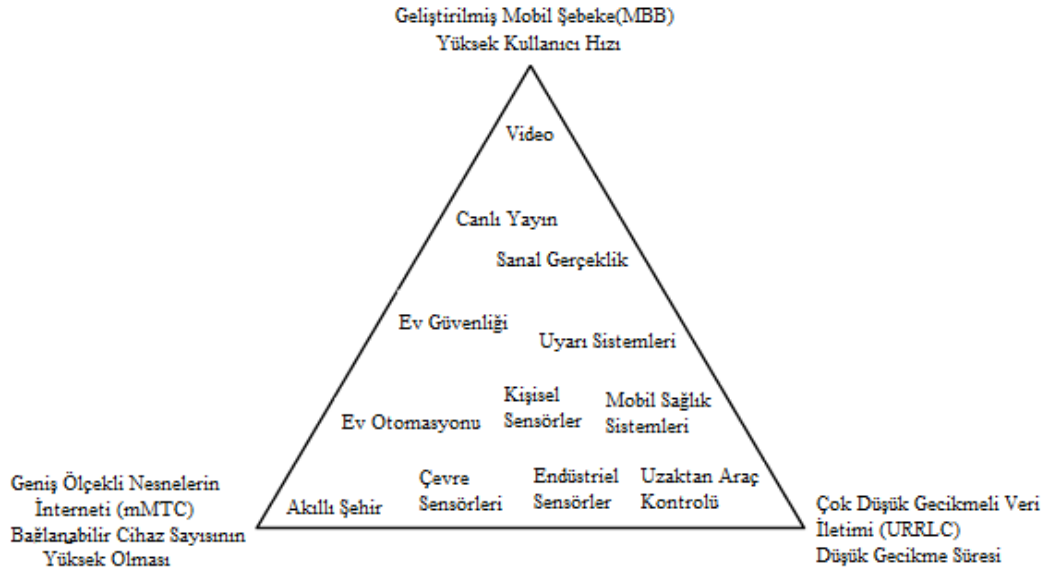 Geliştirilmiş Mobil Şebeke(MBB)
Yüksek Kullanıcı Hızı
Video
Canlı Yayın
Sanal Gerçeklik
Ev Güvenliği
Uyarı Sistemleri
Kişisel
Sensörler
Mobil Sağlık
Sistemleri
Ev Otomasyonu
Geniş Ölçekli Nesnelerin
İnterneti (mMTC)
Bağlanabilir Cihaz Sayısının
Yüksek Olması
Akıllı Şehir
Çevre
Sensörleri
Endüstriel
Sensörler
Uzaktan Araç
Kontrolü
Çok Düşük Gecikmeli Veri
İletimi (URRLC)
Düşük Gecikme Süresi